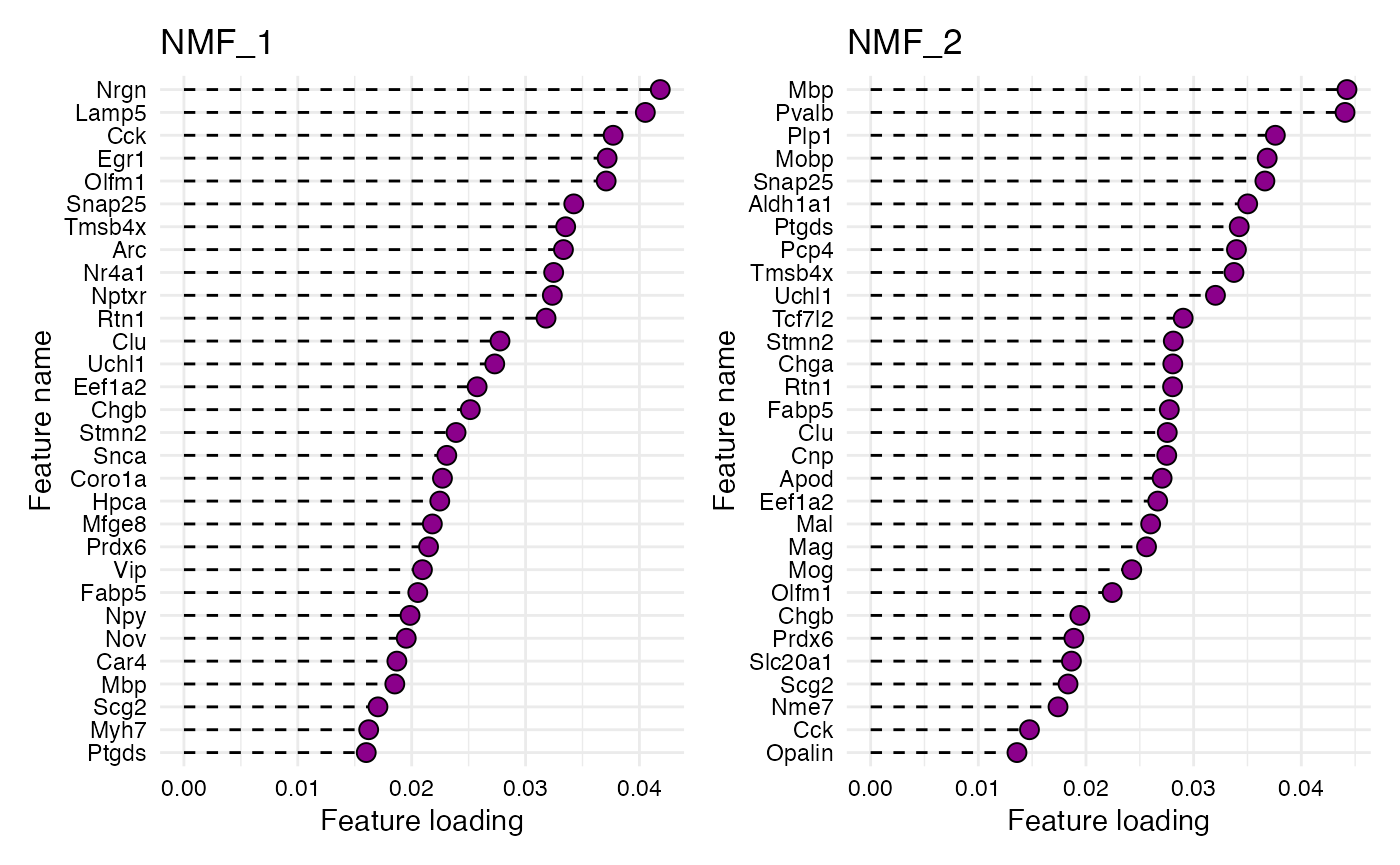 NMF_1
Nrgn
Lamp5
Cck
Egr1
Olfm1
Snap25
Tmsb4x
Arc
Nr4a1
Nptxr
Rtn1
Clu
Uchl1
Eef1a2
Chgb
Stmn2
Snca
Coro1a
Hpca
Mfge8
Prdx6
Vip
Fabp5
Npy
Nov
Car4
Mbp
Scg2
Myh7
Ptgds
Feature name
0.00 0.01 0.02 0.03 0.04
Feature loading
NMF_2
Mbp
Pvalb
Plp1
Mobp
Snap25
Aldh1a1
Ptgds
Pcp4
Tmsb4x
Uchl1
Tcf7l2
Stmn2
Chga
Rtn1
Fabp5
Clu
Cnp
Apod
Eef1a2
Mal
Mag
Mog
Olfm1
Chgb
Prdx6
Slc20a1
Scg2
Nme7
Cck
Opalin
Feature name
0.00 0.01 0.02 0.03 0.04
Feature loading